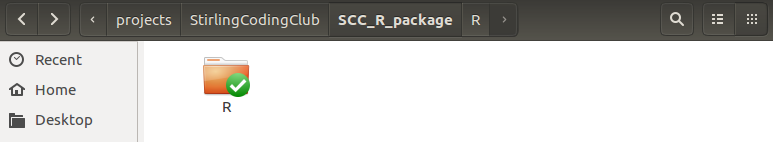 projects StirlingCodingClub SCC_R_package R
Recent
Home
Desktop
R